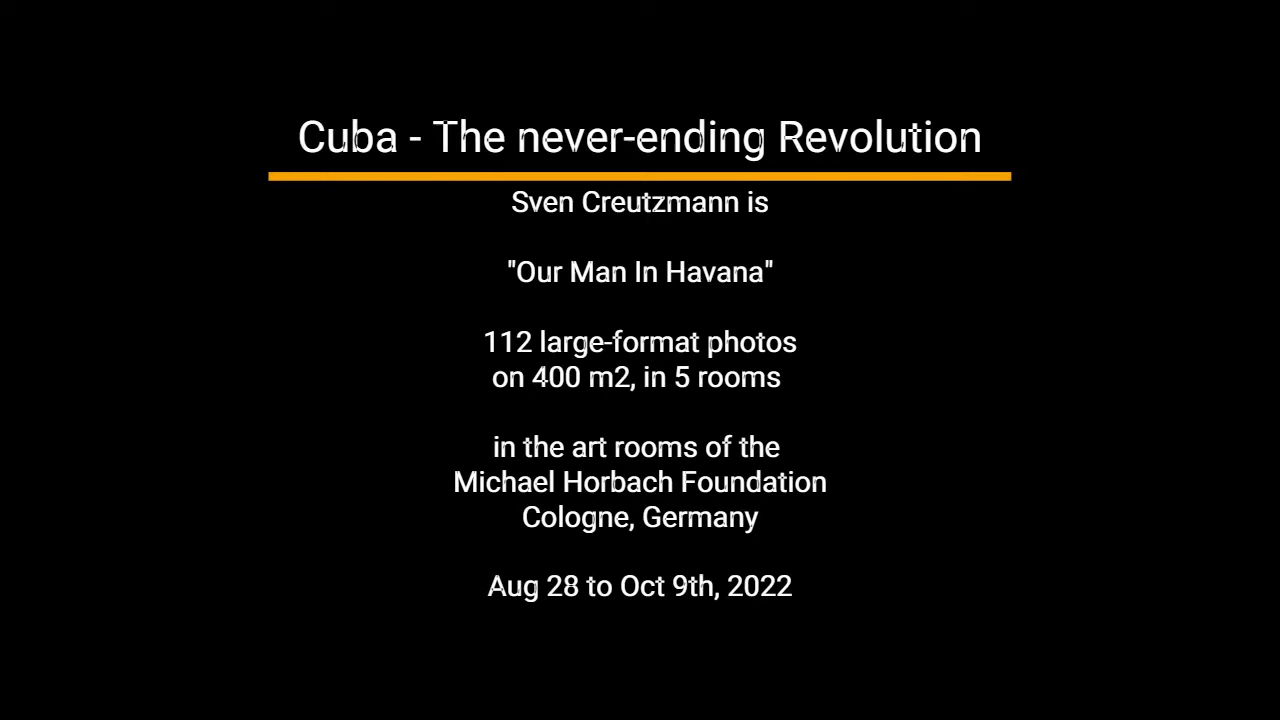 Cuba - The never-ending Revolution
Sven Creutzmann is
"Our Man In Havana"
112 large-format photos
on 400 m2, in 5 rooms
in the art rooms of the
Michael Horbach Foundation
Cologne, Germany
Aug 28 to Oct 9th, 2022